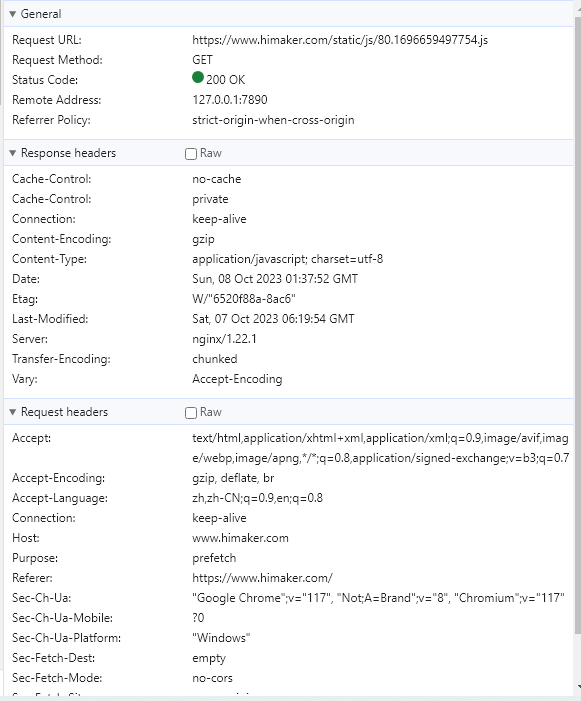 General
Request URL: https://www.himaker.com/static/js/80.1696659497754.js
Request Method: GET
Status Code: 200 OK
Remote Address: 127.0.0.1:7890
Referrer Policy: strict-origin-when-cross-origin
Response headers Raw
Cache-Control: no-cache
Cache-Control: private
Connection: keep-alive
Content-Encoding: gzip
Content-Type: application/javascript; charset=utf-8
Date: Sun, 08 Oct 2023 01:37:52 GMT
Etag: W/"6520f88a-8ac6"
Last-Modified: Sat, 07 Oct 2023 06:19:54 GMT
Server: nginx/1.22.1
Transfer-Encoding: chunked
Vary: Accept-Encoding
Request headers Raw
Accept: text/html,application/xhtml+xml,application/xml;q=0.9,image/avif,imag
e/webp,image/apng,*/*;q=0.8,application/signed-exchange;v=b3;q=0.7
Accept-Encoding: gzip, deflate, br
Accept-Language: zh,zh-CN;q=0.9,en;q=0.8
Connection: keep-alive
Host: www.himaker.com
Purpose: prefetch
Referer: https://www.himaker.com/
Sec-Ch-Ua: "Google Chrome";v="117", "Not;A=Brand";v="8", "Chromium";v="117"
Sec-Ch-Ua-Mobile: ?0
Sec-Ch-Ua-Platform: "Windows"
Sec-Fetch-Dest: empty
Sec-Fetch-Mode: no-cors